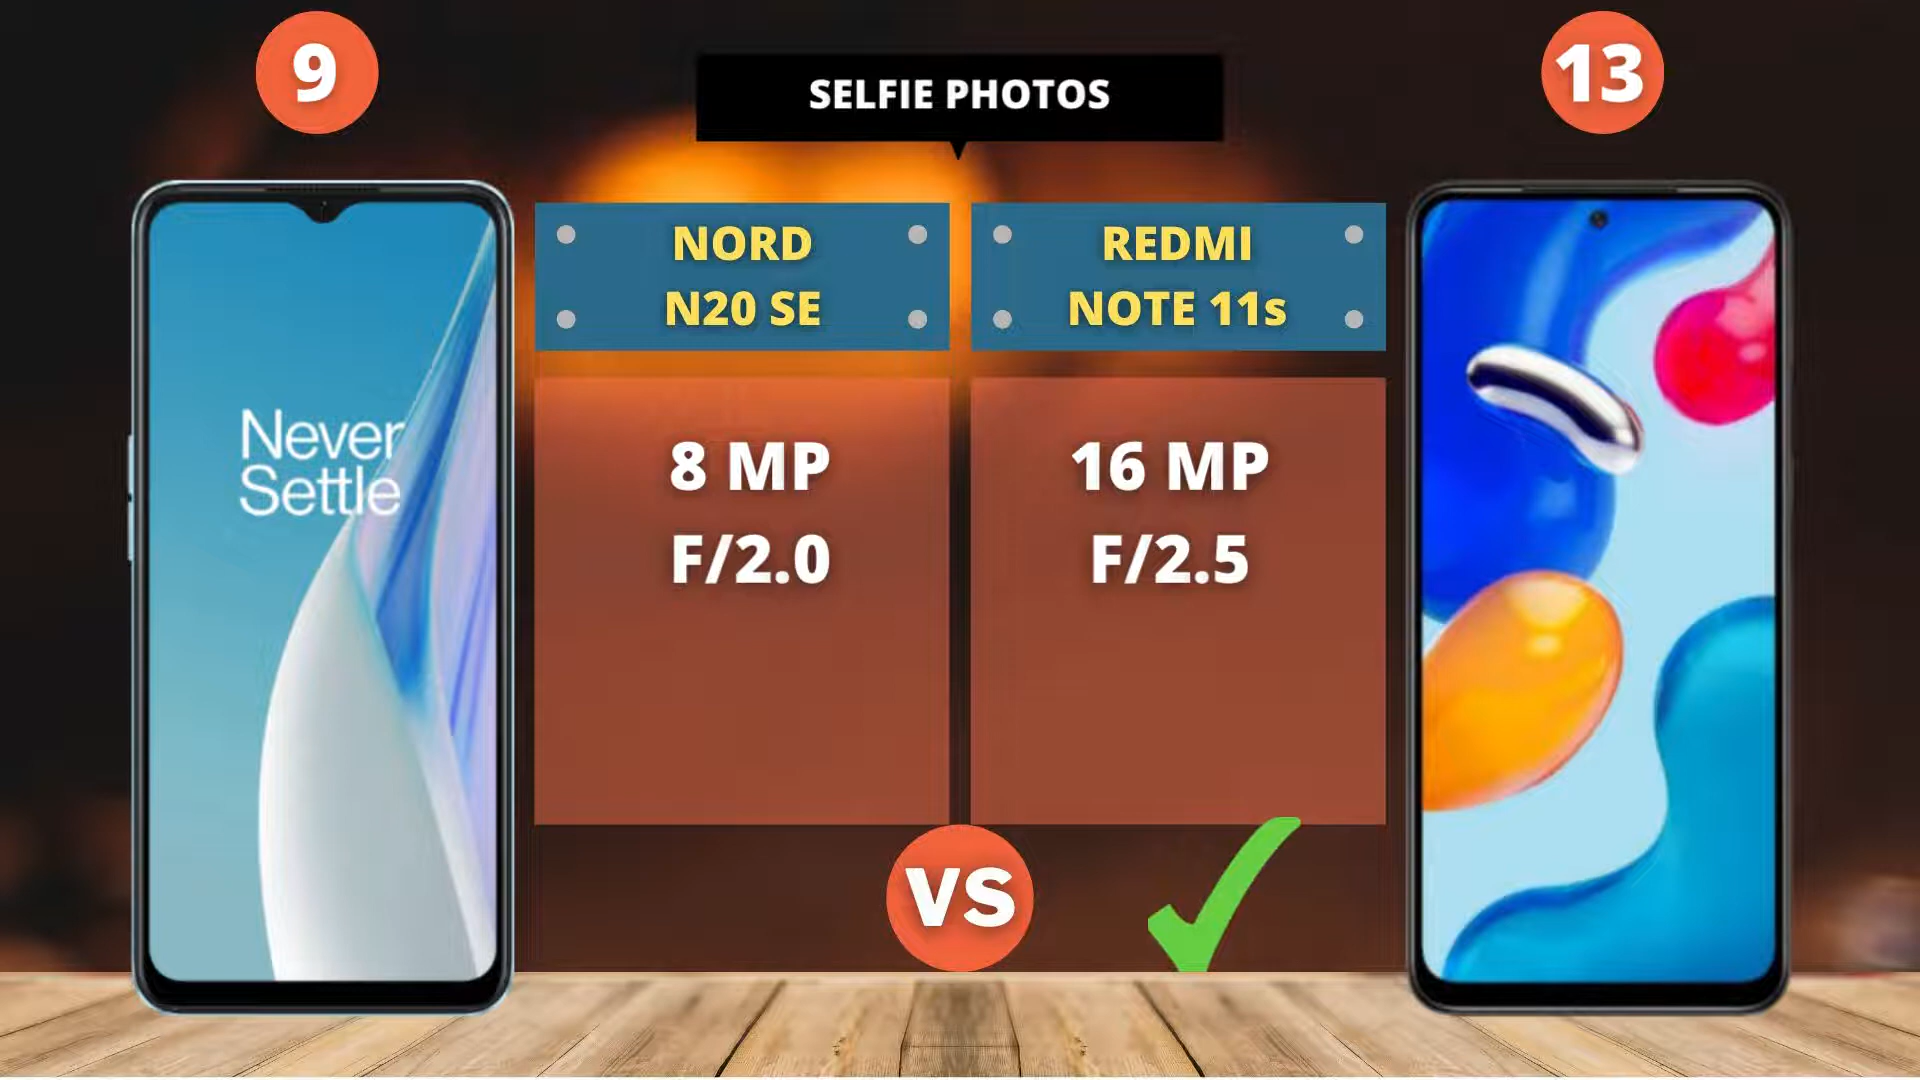 9
SELFIE PHOTOS
13
NORD
N20 SE
REDMI
NOTE 11s
Never
Settle
8 MP
F/2.0
16 MP
F/2.5
VS